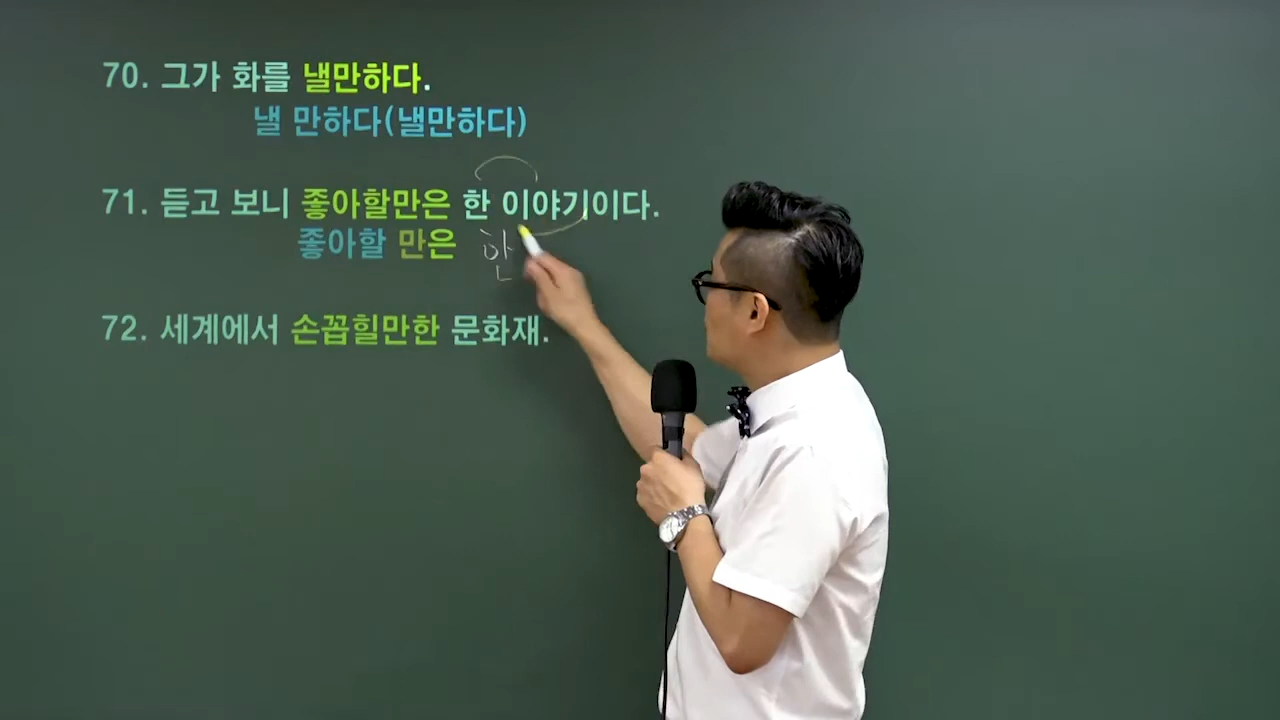 70. 그가 화를 낼만하다.
낼 만하다(낼만하다)
71. 듣고 보니 좋아할만은 한 이야기이다.
좋아할 만은 한
72. 세계에서 손꼽힐만한 문화재.